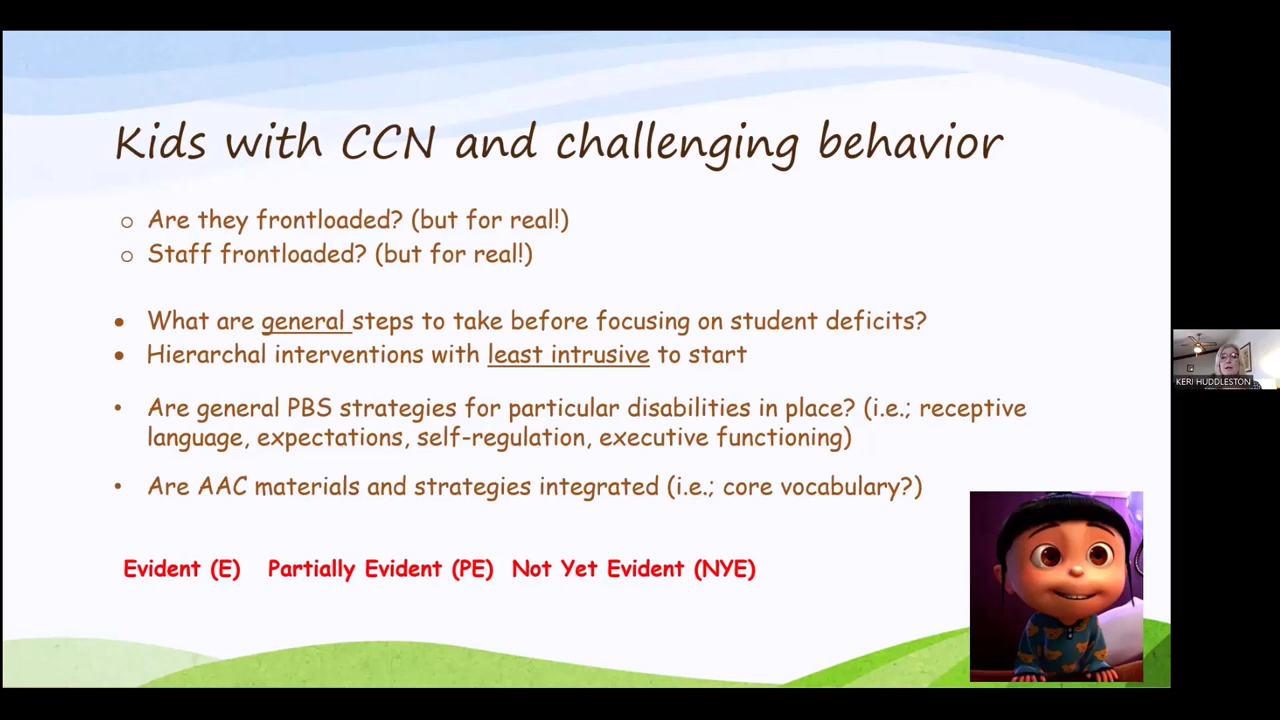 Kids with CCN and challenging behavior
o Are they frontloaded? (but for real!)
o Staff frontloaded? (but for real!)
• What are general steps to take before focusing on student deficits?
• Hierarchal interventions with least intrusive to start
• Are general PBS strategies for particular disabilities in place? (i.e.; receptive
language, expectations, self-regulation, executive functioning)
• Are AAC materials and strategies integrated (i.e.; core vocabulary?)
Evident (E) Partially Evident (PE) Not Yet Evident (NYE)
KERI HUDDLESTON